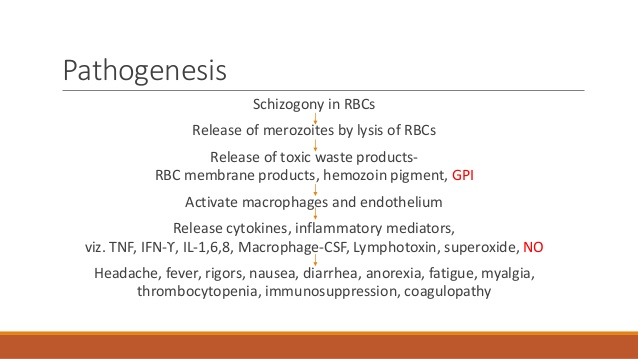 Pathogenesis
Schizogony in RBCs
Release of merozoites by lysis of RBCs
Release of toxic waste products-
RBC membrane products, hemozoin pigment, GPI
Activate macrophages and endothelium
Release cytokines, inflammatory mediators,
viz. TNF, IFN-ϒ, IL-1,6,8, Macrophage-CSF, Lymphotoxin, superoxide, NO
Headache, fever, rigors, nausea, diarrhea, anorexia, fatigue, myalgia,
thrombocytopenia, immunosuppression, coagulopathy